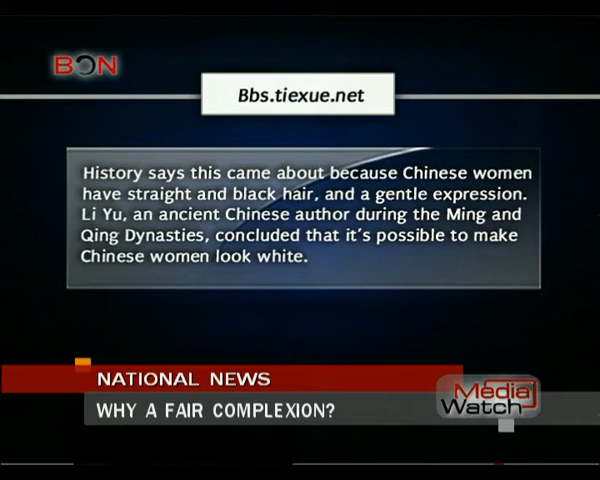 BON
Bbs.tiexue.net
History says this came about because Chinese women
have straight and black hair, and a gentle expression.
Li Yu, an ancient Chinese author during the Ming and
Qing Dynasties, concluded that it's possible to make
Chinese women look white.
NATIONAL NEWS
WHY A FAIR COMPLEXION?
Media
Watch